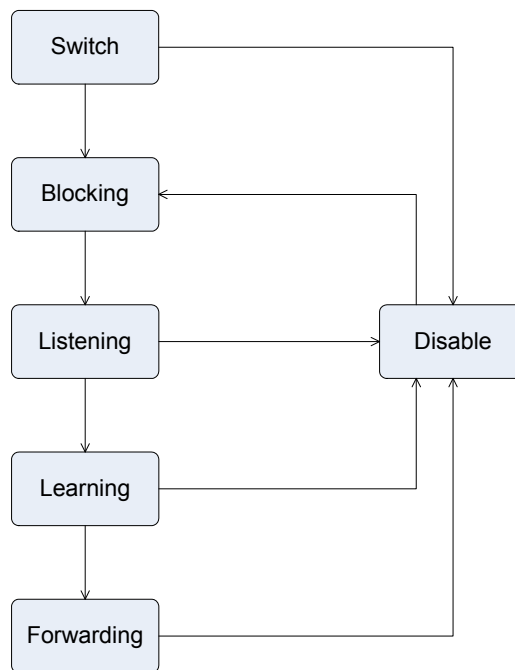 Switch
Blocking
Listening
Disable
Learning
Forwarding